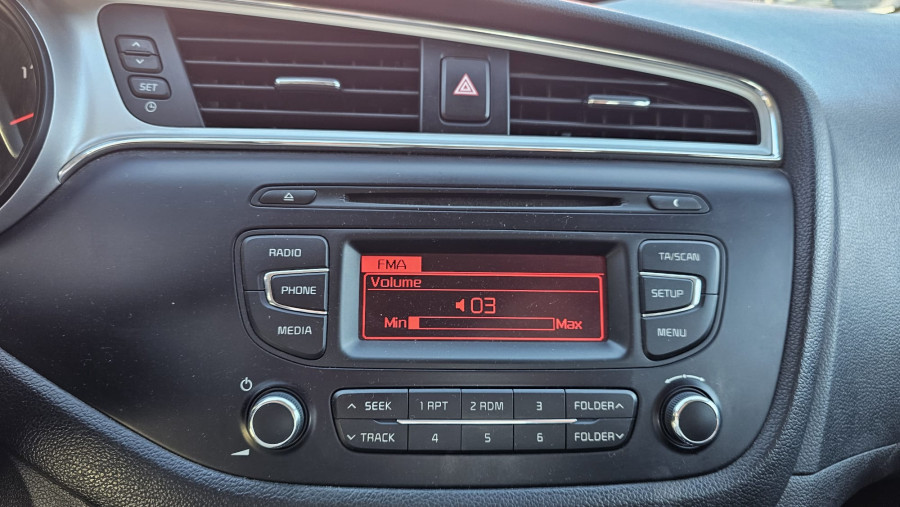 1
SET
RADIO
PHONE
MEDIA
FMA
Volume
03
Min Max
TA/SCAN
SETUP
MENU
SEEK 1 RPT 2 RDM 3 FOLDER
TRACK 4 5 6 FOLDER